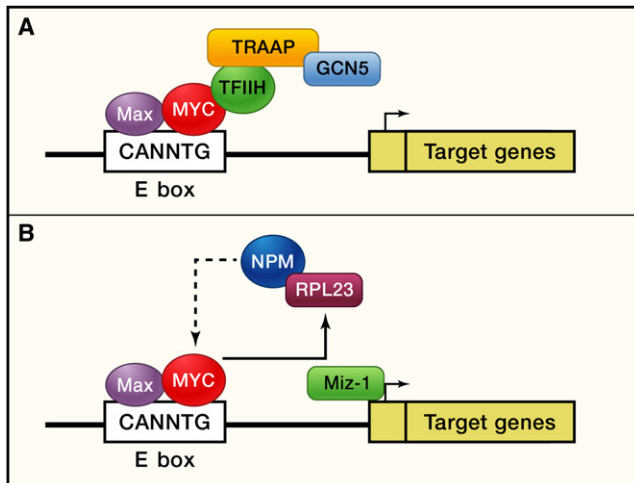 A
TRAAP
GCN5
TFIIH
Max
MYC
CANNTG
Target genes
E box
B
NPM
RPL23
Max
MYC
Miz-1
CANNTG
Target genes
E box